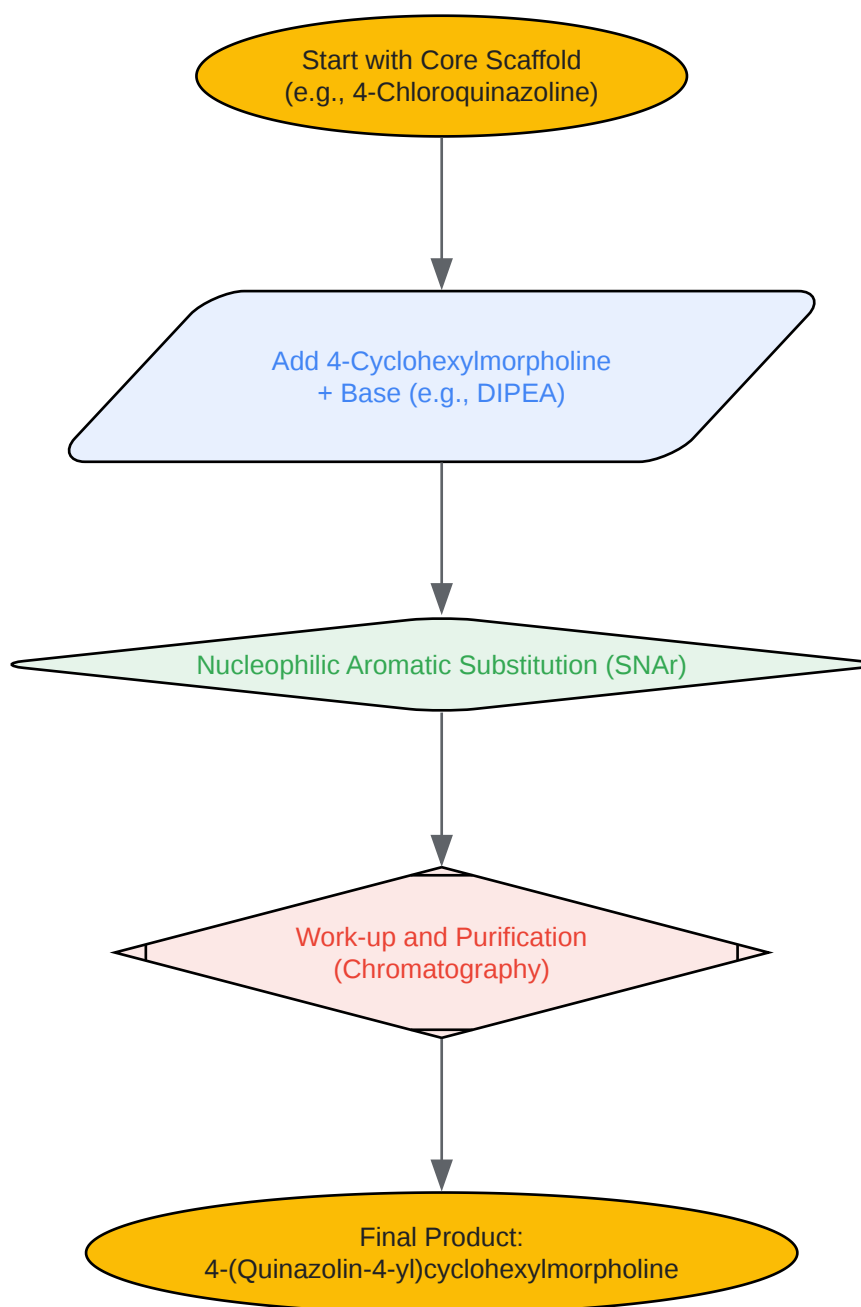 Start with Core Scaffold
(e.g., 4-Chloroquinazoline)
Add 4-Cyclohexylmorpholine
+ Base (e.g., DIPEA)
Nucleophilic Aromatic Substitution (SNAr)
Work-up and Purification
(Chromatography)
Final Product:
4-(Quinazolin-4-yl)cyclohexylmorpholine